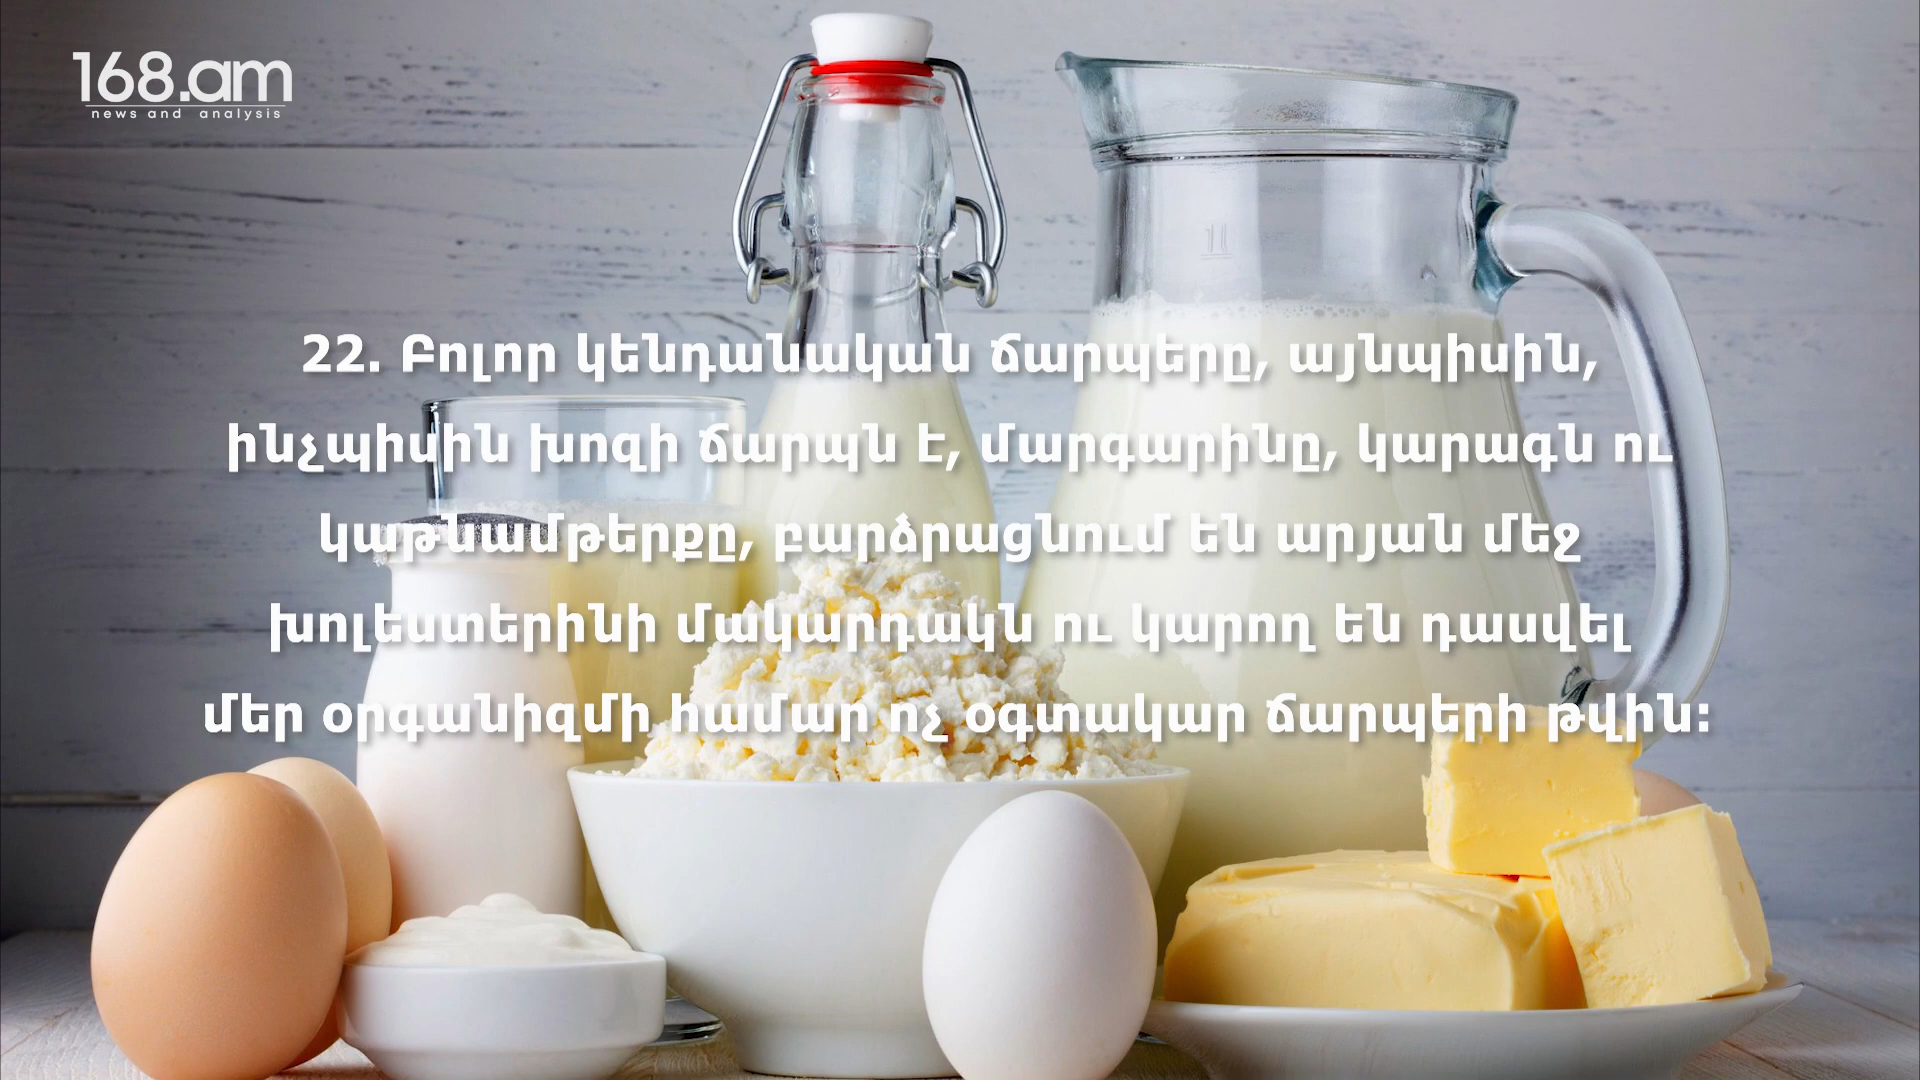 168.am
news and analysis
22. Բոլոր կենդանական ճարպերը, այնպիսին,
ինչպիսին խոզի ճարպն է, մարգարինը, կարագն ու
կաթնամթերքը, բարձրացնում են արյան մեջ
խոլեստերինի մակարդակն ու կարող են դասվել
մեր օրգանիզմի համար ոչ օգտակար ճարպերի թվին:
1l